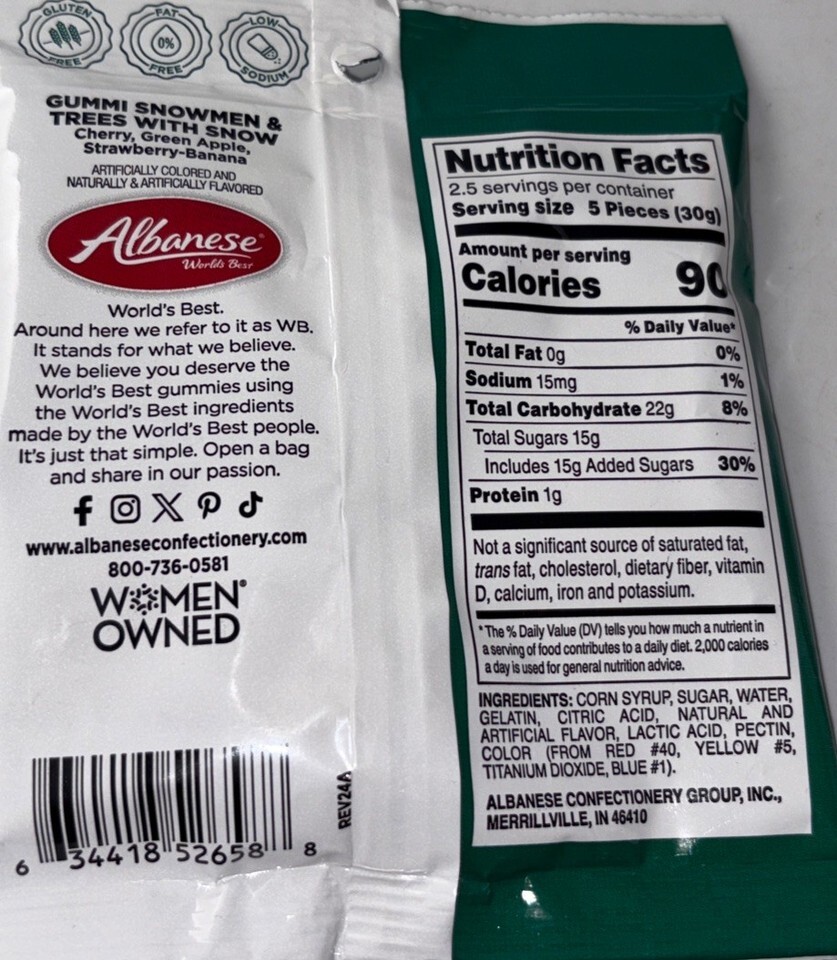 GLUTEN
FREE
FAT
0%
FREE
LOW
SODIUM
GUMMI SNOWMEN &
TREES WITH SNOW
Cherry, Green Apple,
Strawberry-Banana
ARTIFICIALLY COLORED AND
NATURALLY & ARTIFICIALLY FLAVORED
Albanese®
World's Best
World's Best.
Around here we refer to it as WB.
It stands for what we believe.
We believe you deserve the
World's Best gummies using
the World's Best ingredients
made by the World's Best people.
It's just that simple. Open a bag
and share in our passion.
www.albaneseconfectionery.com
800-736-0581
WOMEN®
OWNED
6 34418 52658 8
REV24A
Nutrition Facts
2.5 servings per container
Serving size 5 Pieces (30g)
Amount per serving
Calories 90
% Daily Value*
Total Fat 0g 0%
Sodium 15mg 1%
Total Carbohydrate 22g 8%
Total Sugars 15g
Includes 15g Added Sugars 30%
Protein 1g
Not a significant source of saturated fat,
trans fat, cholesterol, dietary fiber, vitamin
D, calcium, iron and potassium.
*The % Daily Value (DV) tells you how much a nutrient in
a serving of food contributes to a daily diet. 2,000 calories
a day is used for general nutrition advice.
INGREDIENTS: CORN SYRUP, SUGAR, WATER,
GELATIN, CITRIC ACID, NATURAL AND
ARTIFICIAL FLAVOR, LACTIC ACID, PECTIN,
COLOR (FROM RED #40, YELLOW #5,
TITANIUM DIOXIDE, BLUE #1).
ALBANESE CONFECTIONERY GROUP, INC.,
MERRILLVILLE, IN 46410